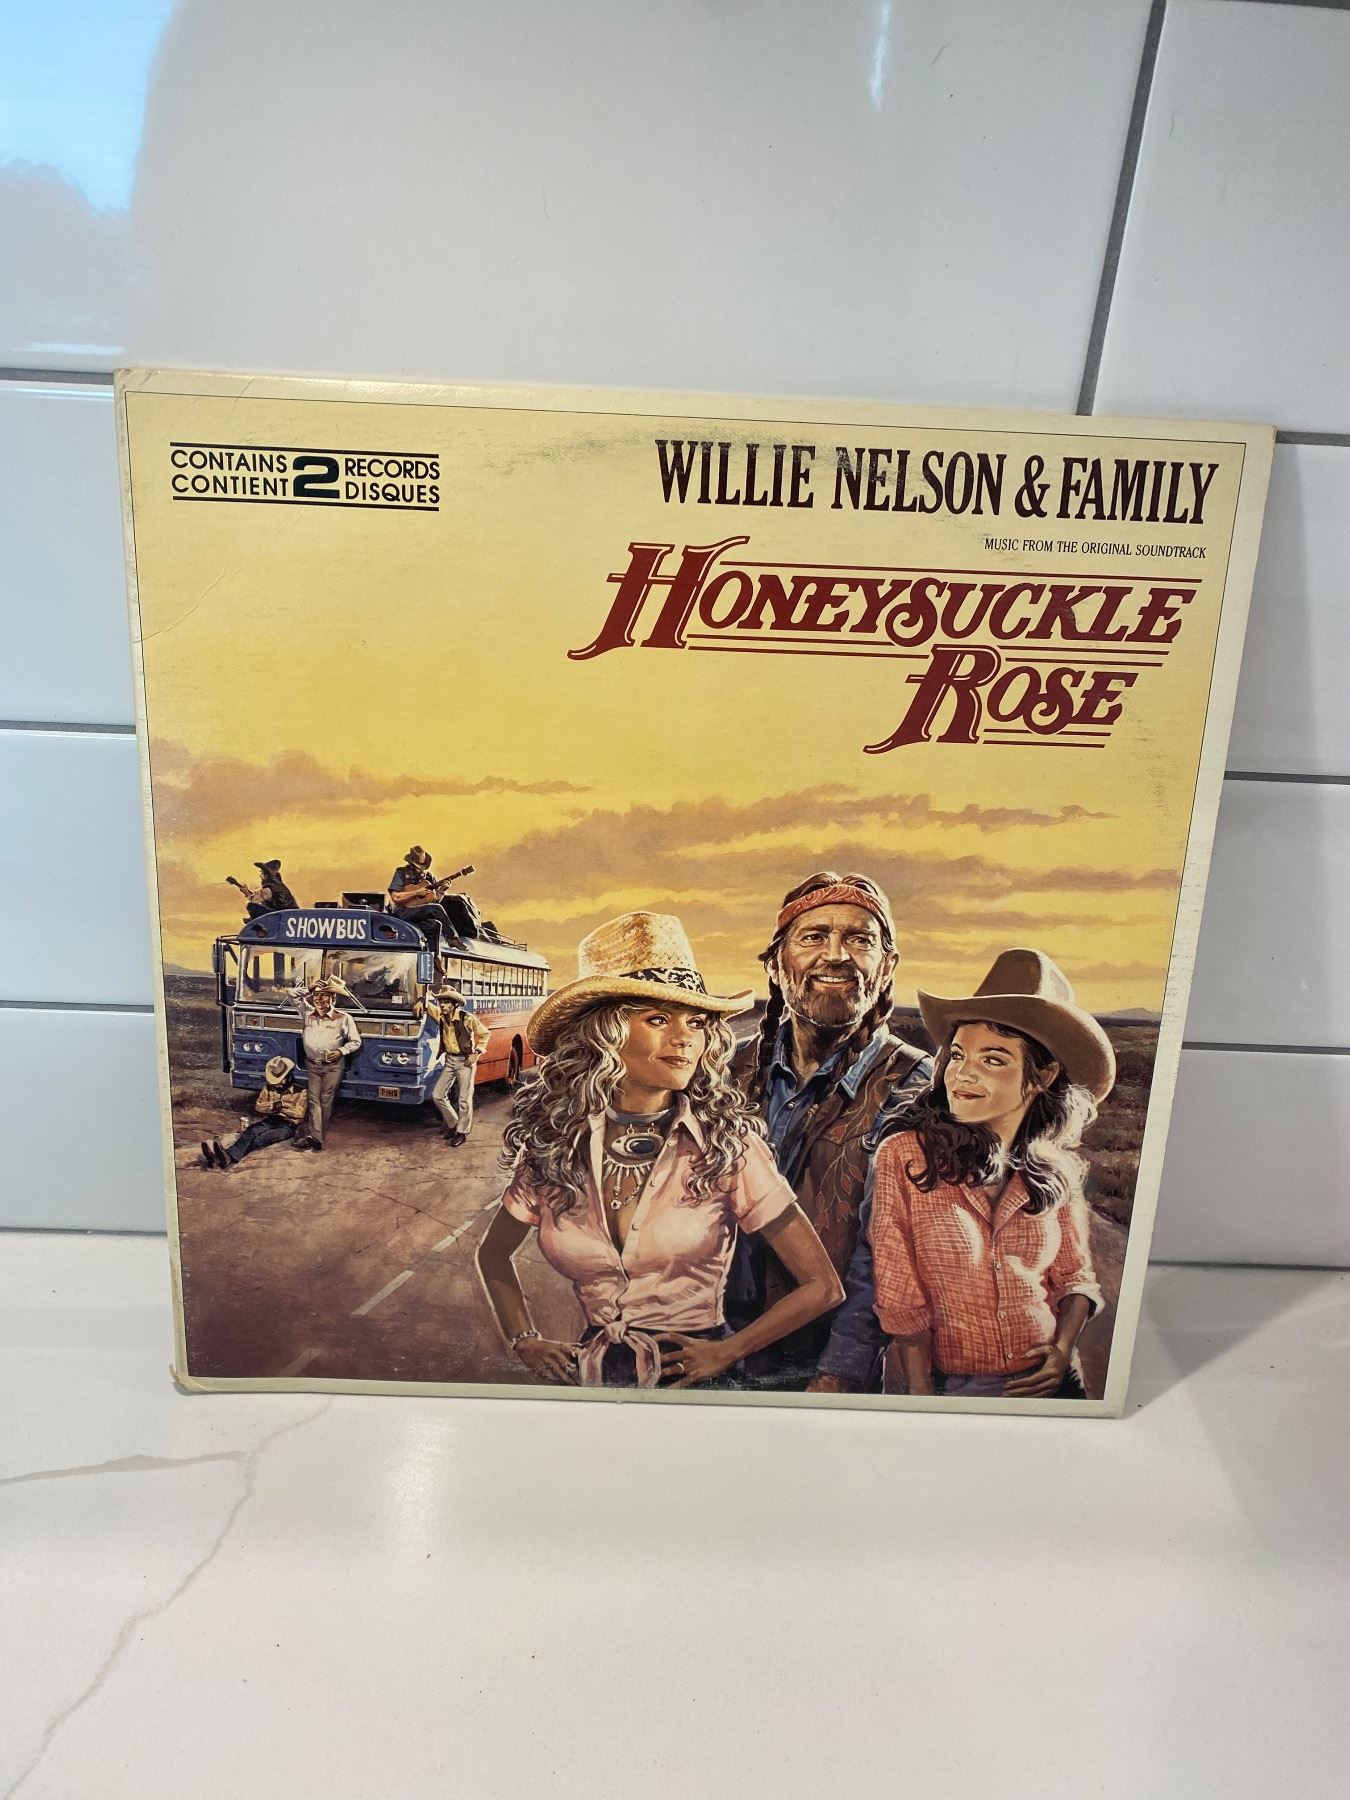 CONTAINS 2 RECORDS
CONTIENT DISQUES
WILLIE NELSON & FAMILY
MUSIC FROM THE ORIGINAL SOUNDTRACK
HONEYSUCKLE
ROSE
SHOWBUS